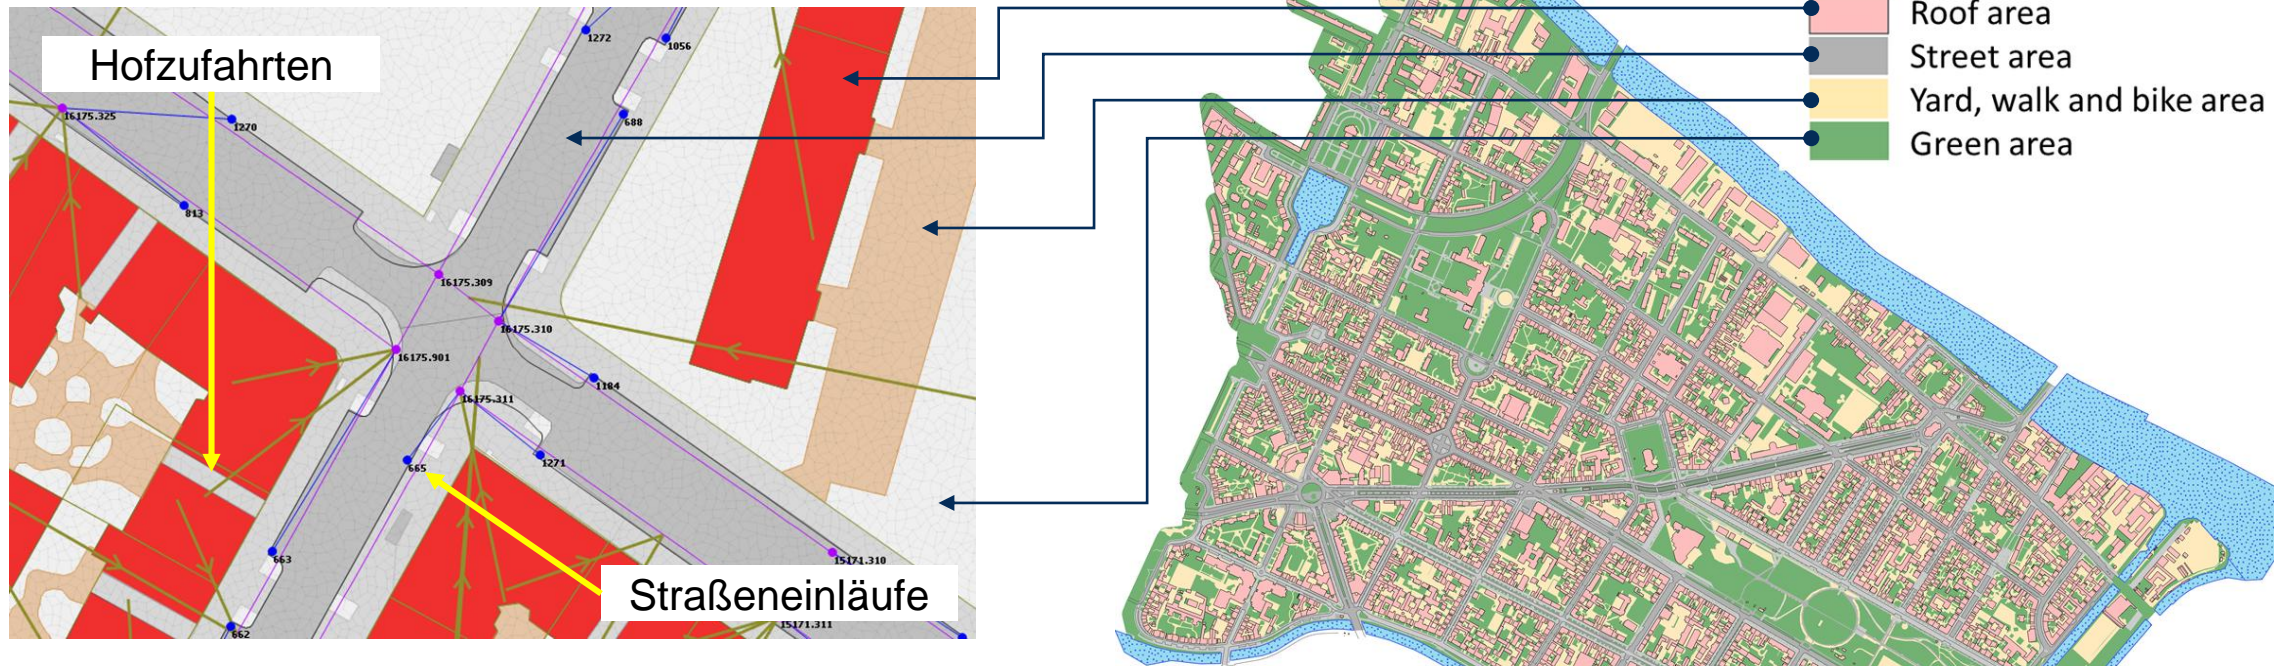 Hofzufahrten
1272
1056
16175.325
1270
688
813
16175.309
16175.310
16175.901
1184
16175.311
665
1271
663
15171.310
Straßeneinläufe
662
15171.311
Roof area
Street area
Yard, walk and bike area
Green area